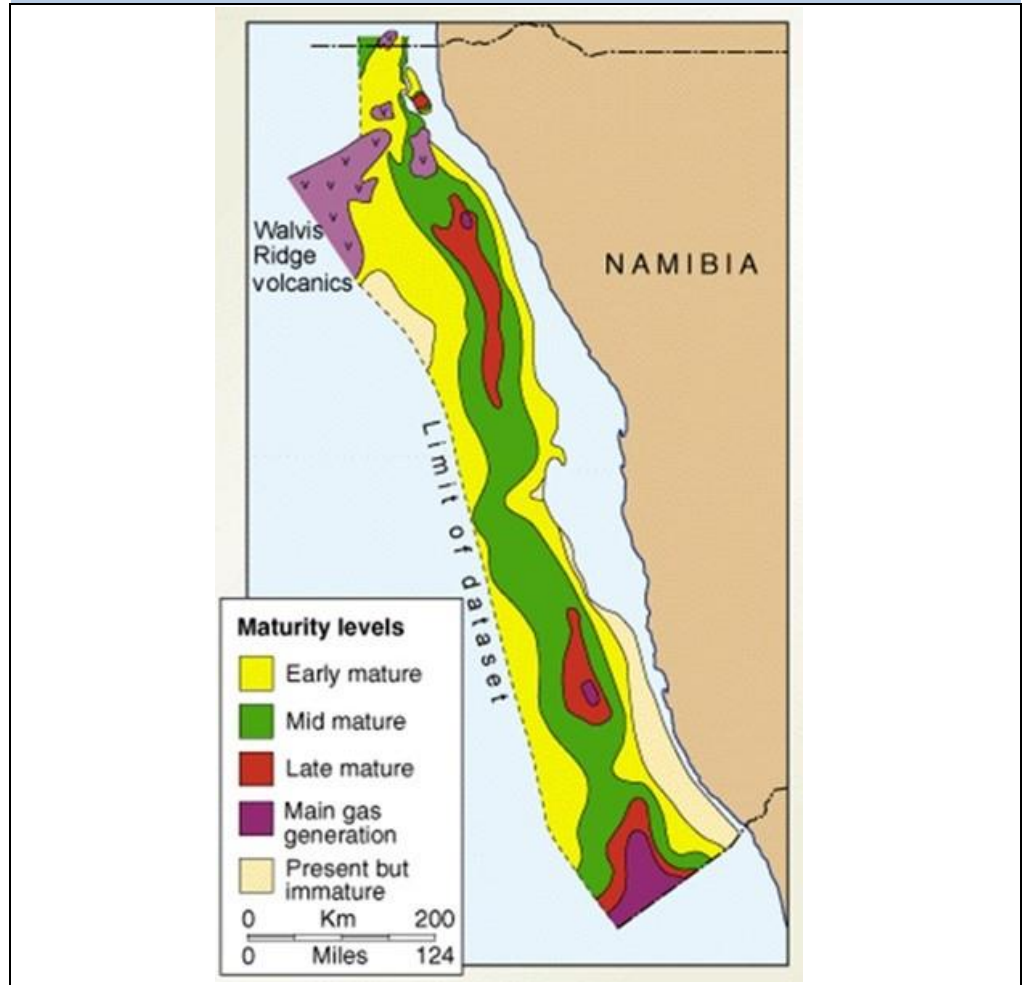 Walvis
Ridge
volcanics
NAMIBIA
Limit of dataset
Maturity levels
Early mature
Mid mature
Late mature
Main gas
generation
Present but
immature
0 Km 200
0 Miles 124